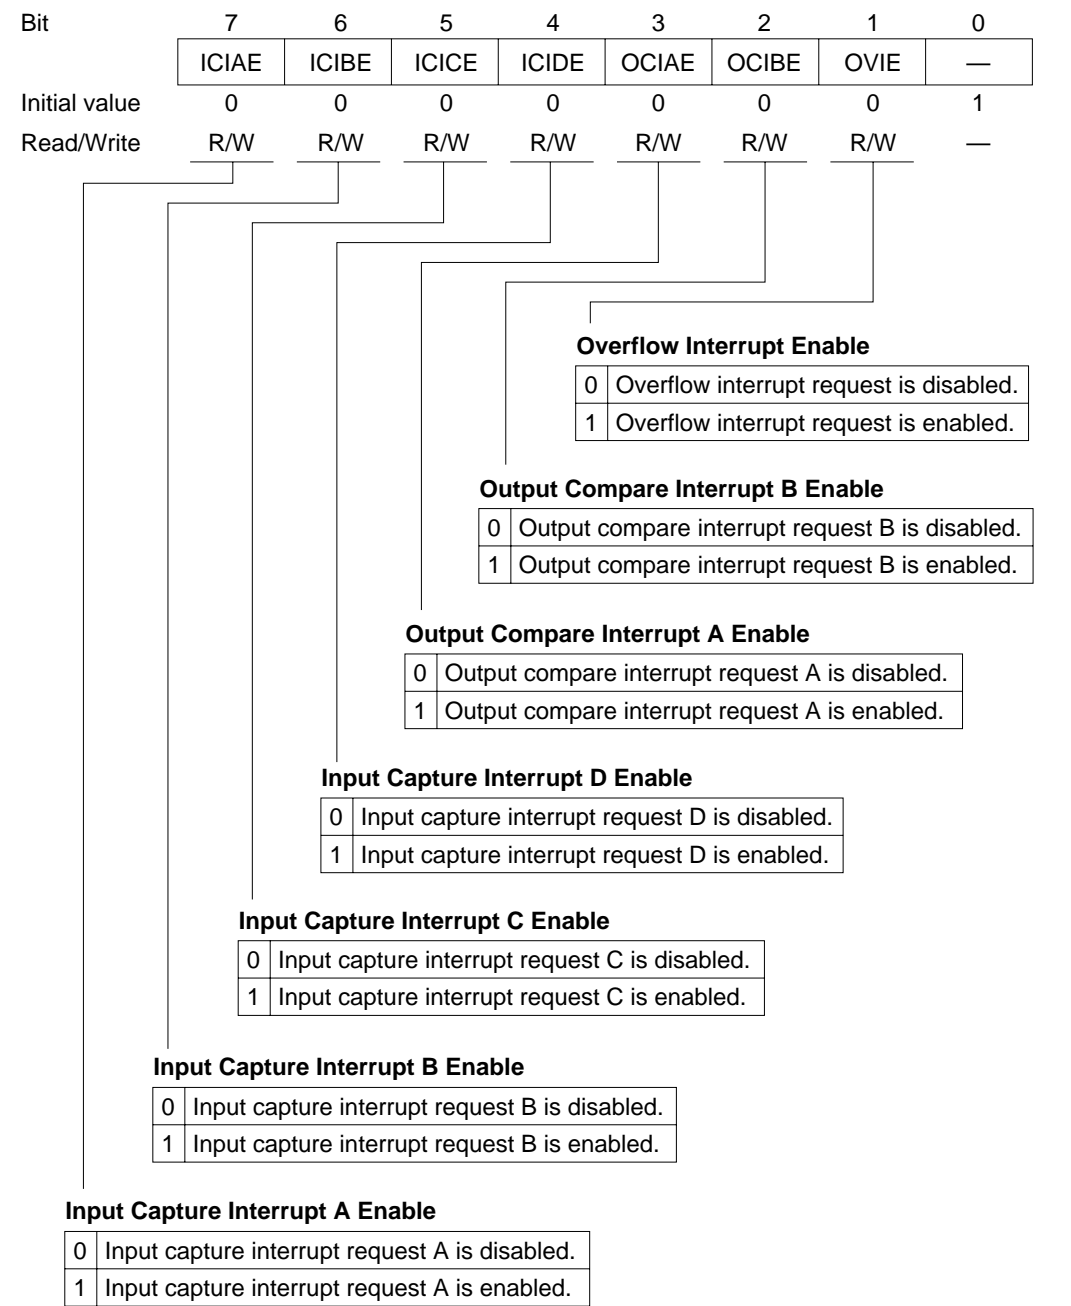 Bit 7 6 5 4 3 2 1 0
ICIAE ICIBE ICICE ICIDE OCIAE OCIBE OVIE —
Initial value 0 0 0 0 0 0 0 1
Read/Write R/W R/W R/W R/W R/W R/W R/W —
Overflow Interrupt Enable
0 Overflow interrupt request is disabled.
1 Overflow interrupt request is enabled.
Output Compare Interrupt B Enable
0 Output compare interrupt request B is disabled.
1 Output compare interrupt request B is enabled.
Output Compare Interrupt A Enable
0 Output compare interrupt request A is disabled.
1 Output compare interrupt request A is enabled.
Input Capture Interrupt D Enable
0 Input capture interrupt request D is disabled.
1 Input capture interrupt request D is enabled.
Input Capture Interrupt C Enable
0 Input capture interrupt request C is disabled.
1 Input capture interrupt request C is enabled.
Input Capture Interrupt B Enable
0 Input capture interrupt request B is disabled.
1 Input capture interrupt request B is enabled.
Input Capture Interrupt A Enable
0 Input capture interrupt request A is disabled.
1 Input capture interrupt request A is enabled.